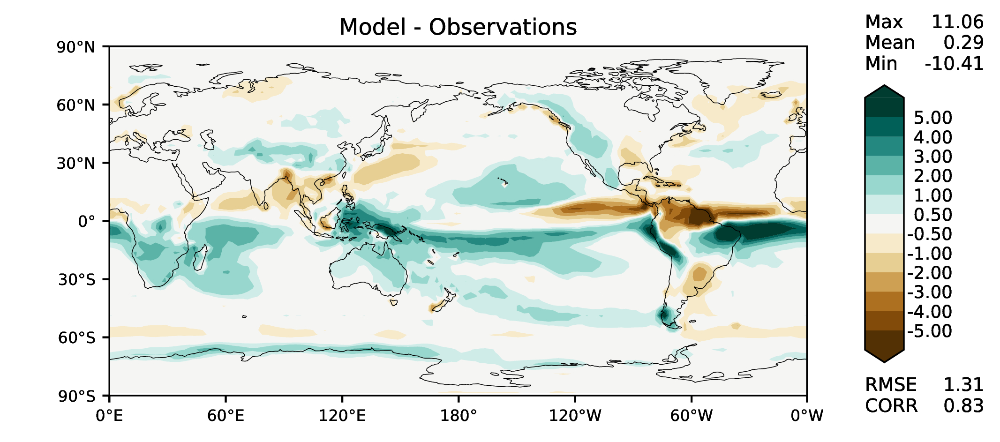 Model - Observations
Max 11.06
Mean 0.29
Min -10.41
90°N
60°N
30°N
0°
30°S
60°S
90°S
0°E 60°E 120°E 180° 120°W 60°W 0°W
5.00
4.00
3.00
2.00
1.00
0.50
-0.50
-1.00
-2.00
-3.00
-4.00
-5.00
RMSE 1.31
CORR 0.83